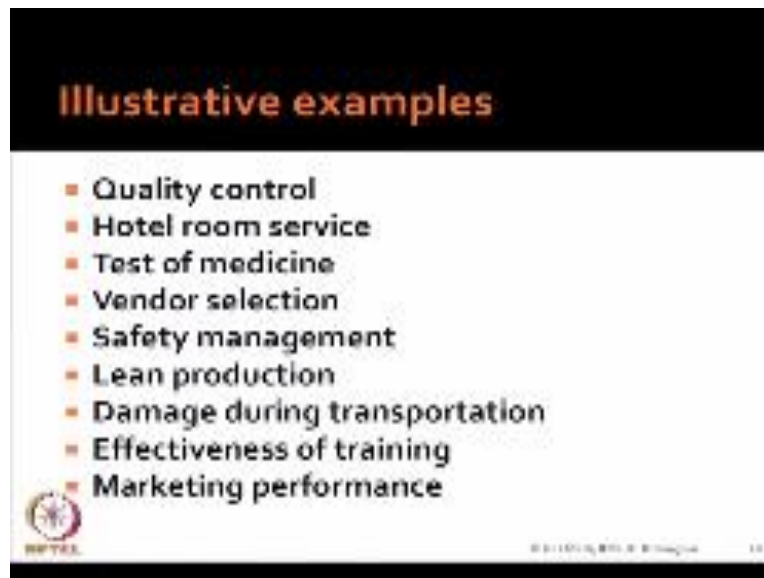 Illustrative examples
Quality control
Hotel room service
Test of medicine
Vendor selection
Safety management
Lean production
Damage during transportation
Effectiveness of training
Marketing performance
NPTEL